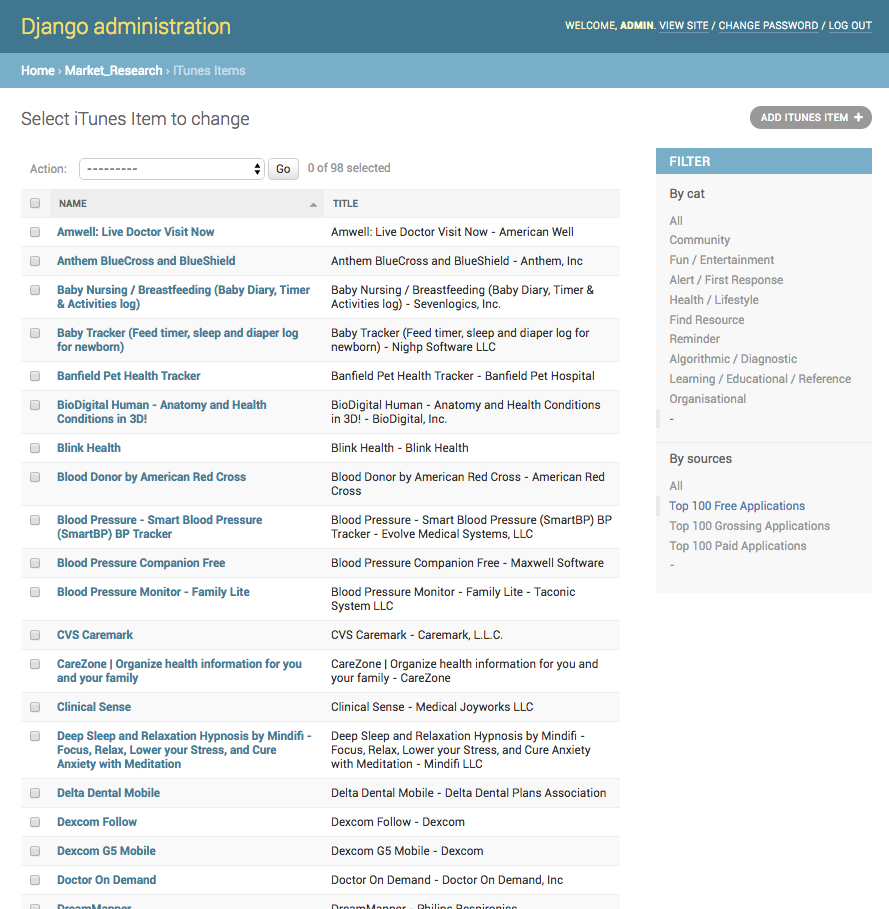 Django administration
WELCOME, ADMIN. VIEW SITE / CHANGE PASSWORD / LOG OUT
Home › Market_Research › ITunes Items
Select iTunes Item to change
ADD ITUNES ITEM +
Action: --------- Go 0 of 98 selected
NAME TITLE
Amwell: Live Doctor Visit Now
Amwell: Live Doctor Visit Now - American Well
Anthem BlueCross and BlueShield
Anthem BlueCross and BlueShield - Anthem, Inc
Baby Nursing / Breastfeeding (Baby Diary, Timer
& Activities log)
Baby Nursing / Breastfeeding (Baby Diary, Timer &
Activities log) - Sevenlogics, Inc.
Baby Tracker (Feed timer, sleep and diaper log
for newborn)
Baby Tracker (Feed timer, sleep and diaper log for
newborn) - Nighp Software LLC
Banfield Pet Health Tracker
Banfield Pet Health Tracker - Banfield Pet Hospital
BioDigital Human - Anatomy and Health
Conditions in 3D!
BioDigital Human - Anatomy and Health Conditions
in 3D! - BioDigital, Inc.
Blink Health
Blink Health - Blink Health
Blood Donor by American Red Cross
Blood Donor by American Red Cross - American Red
Cross
Blood Pressure - Smart Blood Pressure
(SmartBP) BP Tracker
Blood Pressure - Smart Blood Pressure (SmartBP) BP
Tracker - Evolve Medical Systems, LLC
Blood Pressure Companion Free
Blood Pressure Companion Free - Maxwell Software
Blood Pressure Monitor - Family Lite
Blood Pressure Monitor - Family Lite - Taconic
System LLC
CVS Caremark
CVS Caremark - Caremark, L.L.C.
CareZone | Organize health information for you
and your family
CareZone | Organize health information for you and
your family - CareZone
Clinical Sense
Clinical Sense - Medical Joyworks LLC
Deep Sleep and Relaxation Hypnosis by Mindifi -
Focus, Relax, Lower your Stress, and Cure
Anxiety with Meditation
Deep Sleep and Relaxation Hypnosis by Mindifi -
Focus, Relax, Lower your Stress, and Cure Anxiety
with Meditation - Mindifi LLC
Delta Dental Mobile
Delta Dental Mobile - Delta Dental Plans Association
Dexcom Follow
Dexcom Follow - Dexcom
Dexcom G5 Mobile
Dexcom G5 Mobile - Dexcom
Doctor On Demand
Doctor On Demand - Doctor On Demand, Inc
DreamMapper
DreamMapper - Philips Respironics
FILTER
By cat
All
Community
Fun / Entertainment
Alert / First Response
Health / Lifestyle
Find Resource
Reminder
Algorithmic / Diagnostic
Learning / Educational / Reference
Organisational
-
By sources
All
Top 100 Free Applications
Top 100 Grossing Applications
Top 100 Paid Applications
-